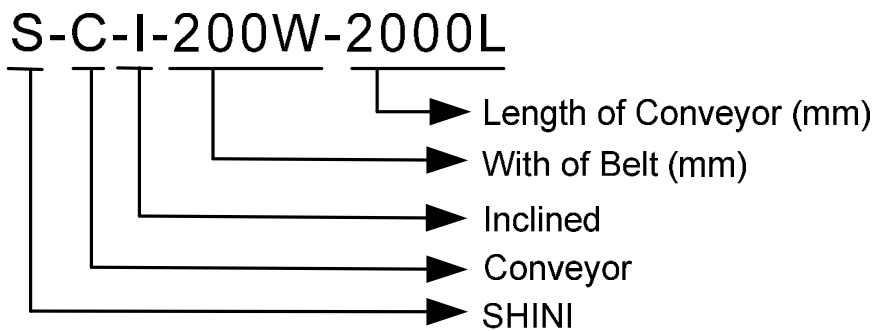 S-C-I-200W-2000L
Length of Conveyor (mm)
With of Belt (mm)
Inclined
Conveyor
SHINI